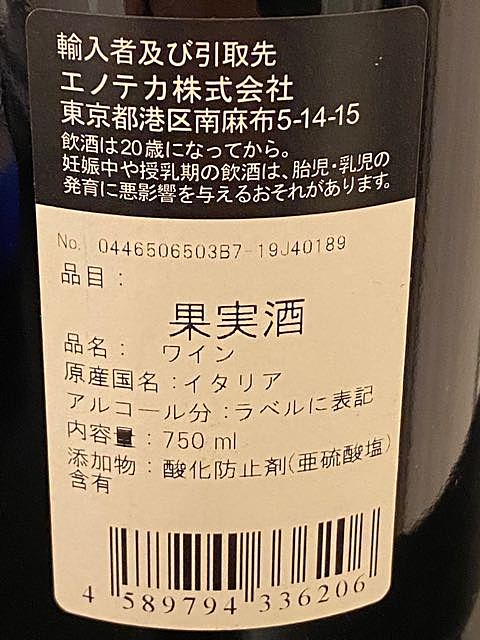 輸入者及び引取先
エノテカ株式会社
東京都港区南麻布5-14-15
飲酒は20歳になってから。
妊娠中や授乳期の飲酒は、胎児・乳児の
発育に悪影響を与えるおそれがあります。
No. 0446506503B7-19J40189
品目：
果実酒
品名： ワイン
原産国名：イタリア
アルコール分：ラベルに表記
内容量：750 ml
添加物：酸化防止剤(亜硫酸塩)
含有
4 589794 336206